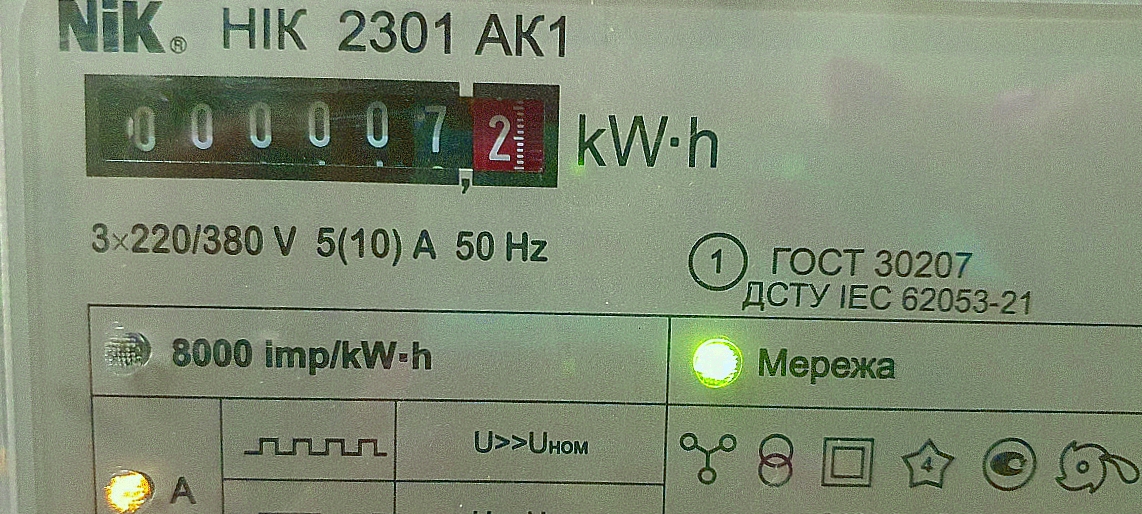 NiK® НІК 2301 АК1
000007,2 kW·h
3×220/380 V 5(10) A 50 Hz
1 ГОСТ 30207
ДСТУ IEC 62053-21
8000 imp/kW·h
Мережа
U>>Uном
4
A